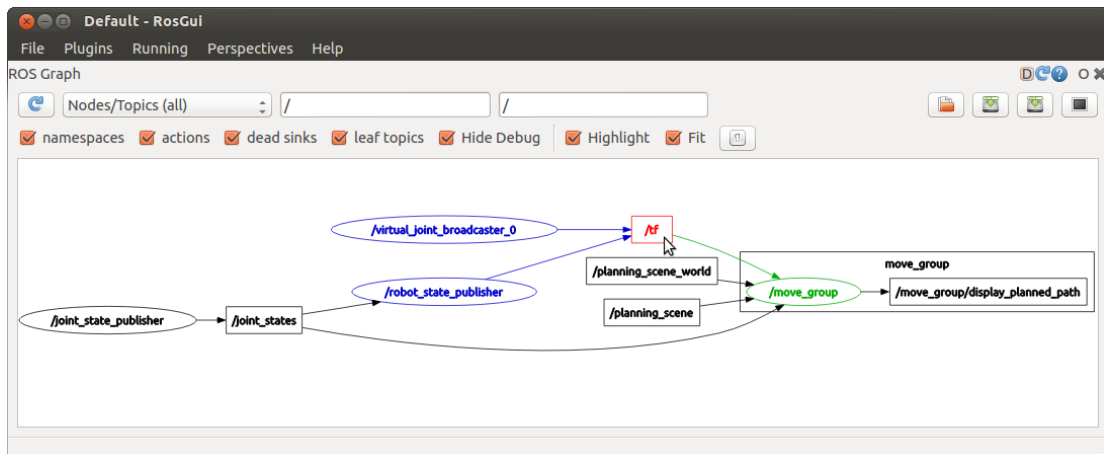 Default - RosGui
File Plugins Running Perspectives Help
ROS Graph
D C ? O ✖
Nodes/Topics (all) / /
namespaces actions dead sinks leaf topics Hide Debug Highlight Fit
/virtual_joint_broadcaster_0
/tf
/planning_scene_world
move_group
/robot_state_publisher
/move_group
/move_group/display_planned_path
/planning_scene
/joint_state_publisher
/joint_states